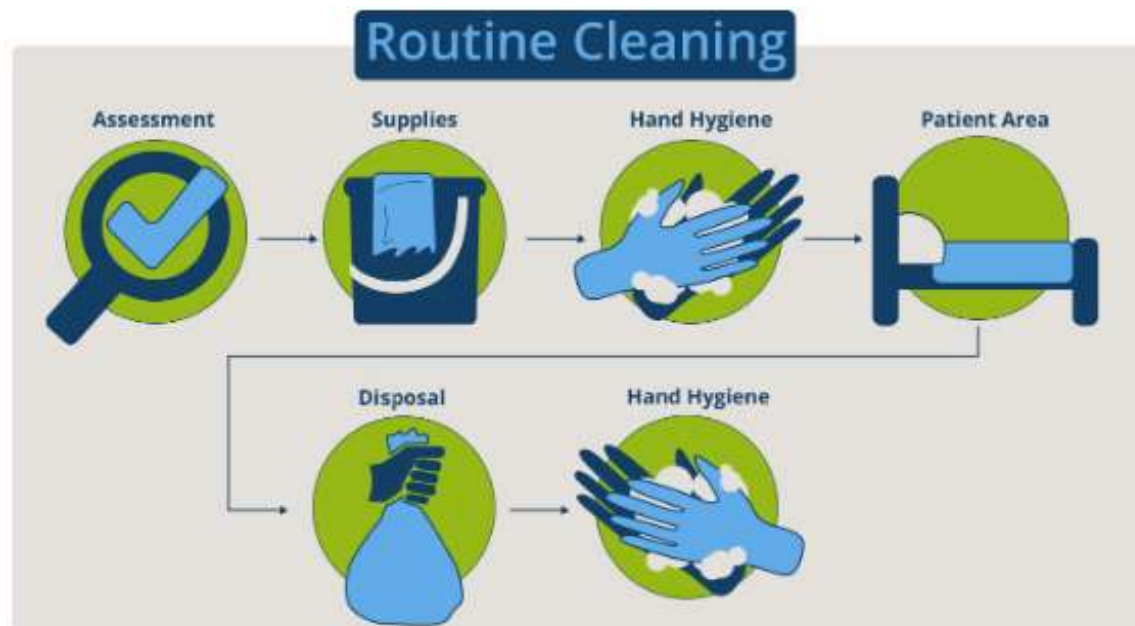 Routine Cleaning
Assessment
Supplies
Hand Hygiene
Patient Area
Disposal
Hand Hygiene